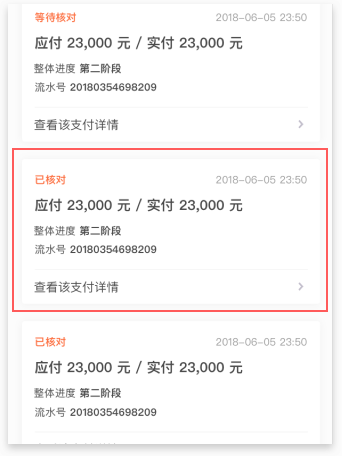 等待核对 2018-06-05 23:50
应付 23,000 元 / 实付 23,000 元
整体进度 第二阶段
流水号 20180354698209
查看该支付详情
已核对 2018-06-05 23:50
应付 23,000 元 / 实付 23,000 元
整体进度 第二阶段
流水号 20180354698209
查看该支付详情
已核对 2018-06-05 23:50
应付 23,000 元 / 实付 23,000 元
整体进度 第二阶段
流水号 20180354698209